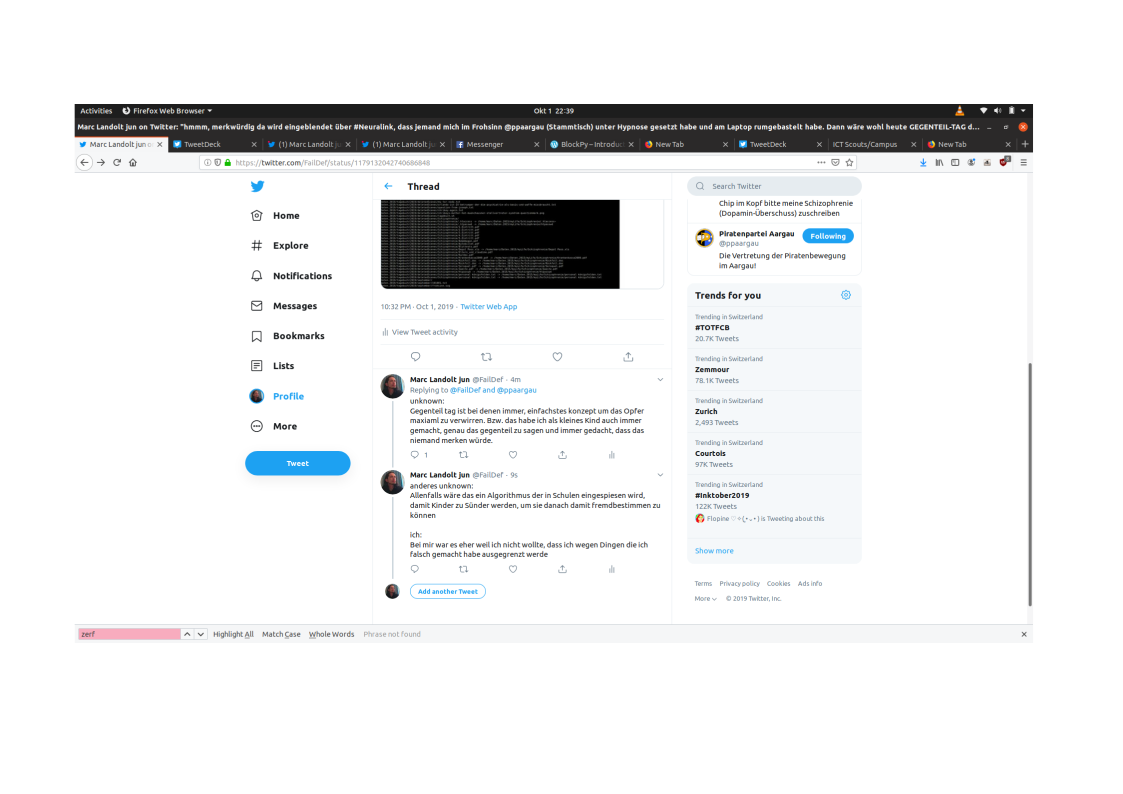 Activities Firefox Web Browser Okt 1 22:39
Marc Landolt jun on Twitter: "hmmm, merkwürdig da wird eingeblendet über #Neuralink, dass jemand mich im Frohsinn @ppaargau (Stammtisch) unter Hypnose gesetzt habe und am Laptop rumgebastelt habe. Dann wäre wohl heute GEGENTEIL-TAG d...
Marc Landolt jun o TweetDeck (1) Marc Landolt jun (1) Marc Landolt jun Messenger BlockPy – Introduc New Tab TweetDeck ICT Scouts/Campus New Tab
https://twitter.com/FailDef/status/1179132042740686848
Home
Explore
Notifications
Messages
Bookmarks
Lists
Profile
More
Tweet
Thread
10:32 PM · Oct 1, 2019 · Twitter Web App
View Tweet activity
Marc Landolt jun @FailDef · 4m
Replying to @FailDef and @ppaargau
unknown:
Gegenteil tag ist bei denen immer, einfachstes konzept um das Opfer
maxiaml zu verwirren. Bzw. das habe ich als kleines Kind auch immer
gemacht, genau das gegenteil zu sagen und immer gedacht, dass das
niemand merken würde.
1
Marc Landolt jun @FailDef · 9s
anderes unknown:
Allenfalls wäre das ein Algorithmus der in Schulen eingespiesen wird,
damit Kinder zu Sünder werden, um sie danach damit fremdbestimmen zu
können
ich:
Bei mir war es eher weil ich nicht wollte, dass ich wegen Dingen die ich
falsch gemacht habe ausgegrenzt werde
Add another Tweet
Search Twitter
Chip im Kopf bitte meine Schizophrenie
(Dopamin-Überschuss) zuschreiben
Piratenpartei Aargau
@ppaargau
Following
Die Vertretung der Piratenbewegung
im Aargau!
Trends for you
Trending in Switzerland
#TOTFCB
20.7K Tweets
Trending in Switzerland
Zemmour
78.1K Tweets
Trending in Switzerland
Zurich
2,493 Tweets
Trending in Switzerland
Courtois
97K Tweets
Trending in Switzerland
#Inktober2019
122K Tweets
Flopine is Tweeting about this
Show more
Terms Privacy policy Cookies Ads info
More © 2019 Twitter, Inc.
zerf Highlight All Match Case Whole Words Phrase not found